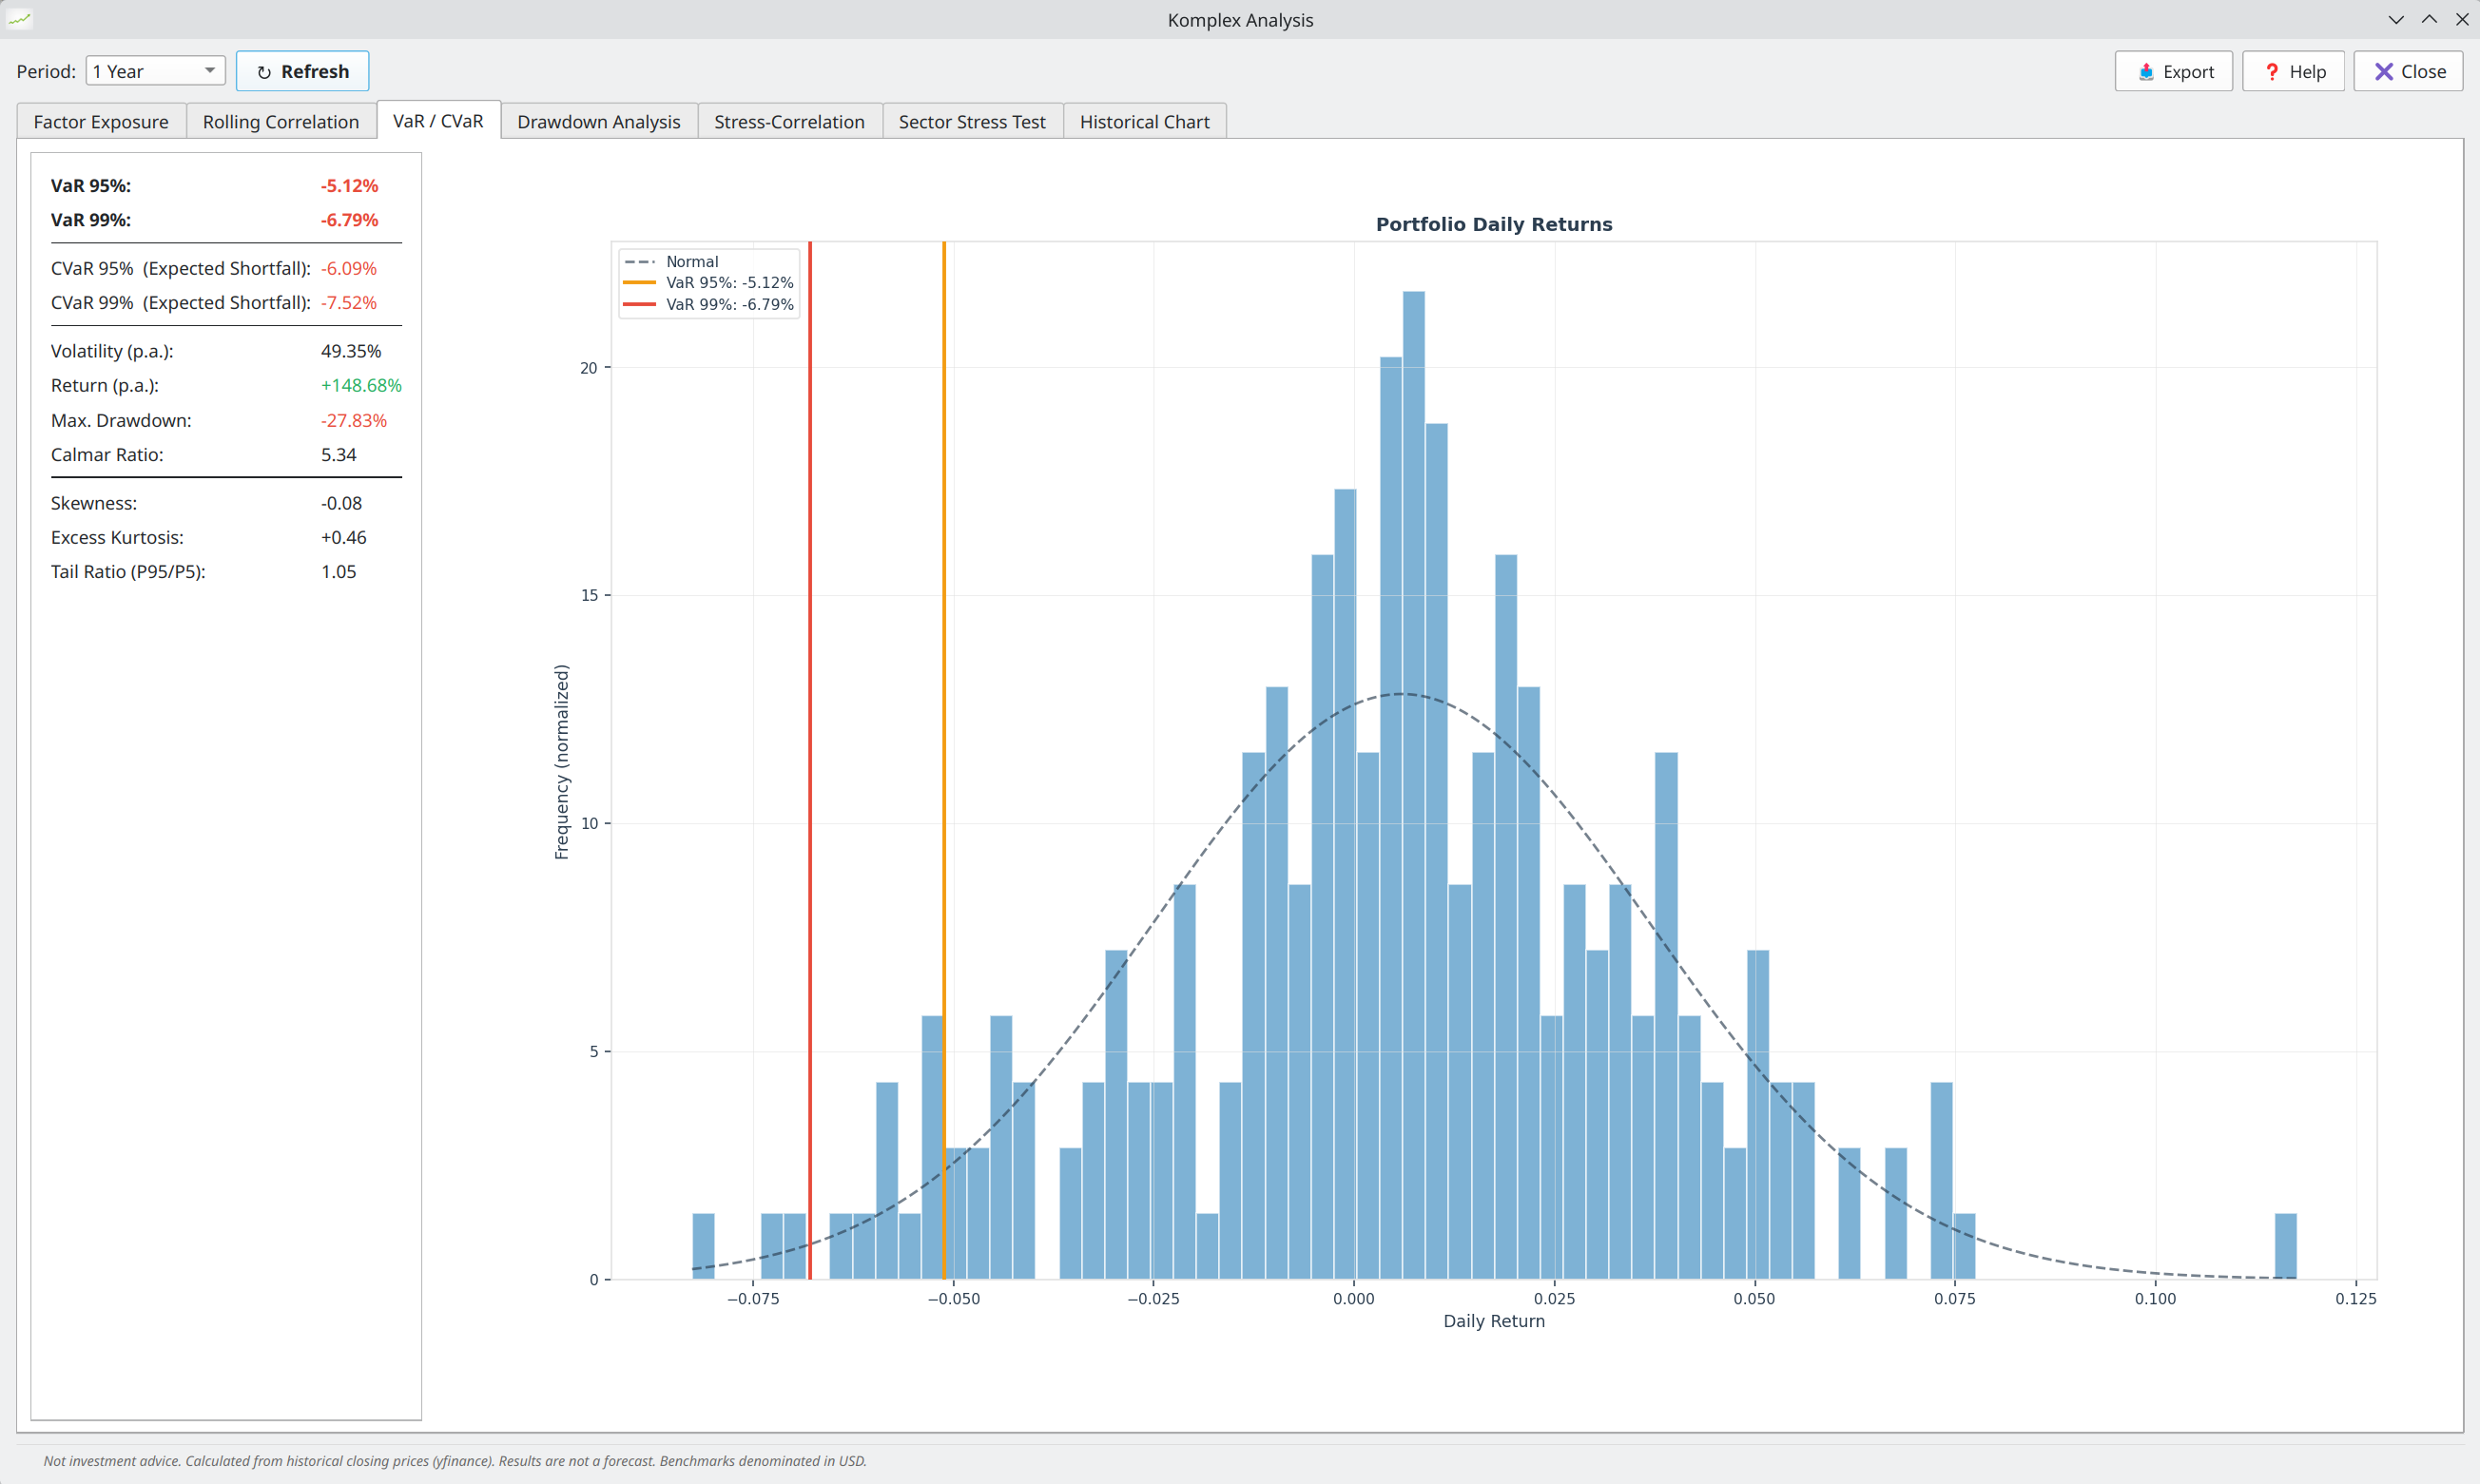 Komplex Analysis
Period: 1 Year Refresh Export Help Close
Factor Exposure Rolling Correlation VaR / CVaR Drawdown Analysis Stress-Correlation Sector Stress Test Historical Chart
VaR 95%: -5.12%
VaR 99%: -6.79%
CVaR 95% (Expected Shortfall): -6.09%
CVaR 99% (Expected Shortfall): -7.52%
Volatility (p.a.): 49.35%
Return (p.a.): +148.68%
Max. Drawdown: -27.83%
Calmar Ratio: 5.34
Skewness: -0.08
Excess Kurtosis: +0.46
Tail Ratio (P95/P5): 1.05
Portfolio Daily Returns
Normal
VaR 95%: -5.12%
VaR 99%: -6.79%
Frequency (normalized)
20
15
10
5
0
−0.075 −0.050 −0.025 0.000 0.025 0.050 0.075 0.100 0.125
Daily Return
Not investment advice. Calculated from historical closing prices (yfinance). Results are not a forecast. Benchmarks denominated in USD.